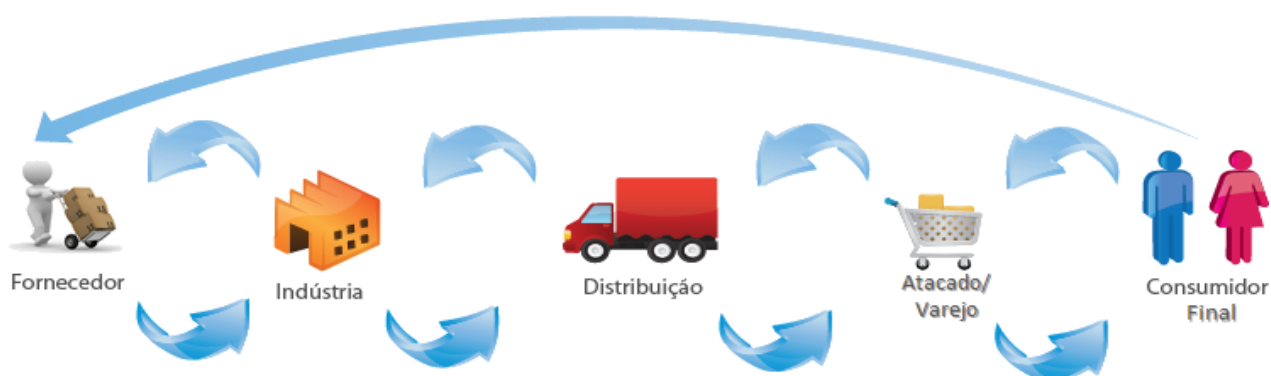 Fornecedor
Indústria
Distribuição
Atacado/
Varejo
Consumidor
Final